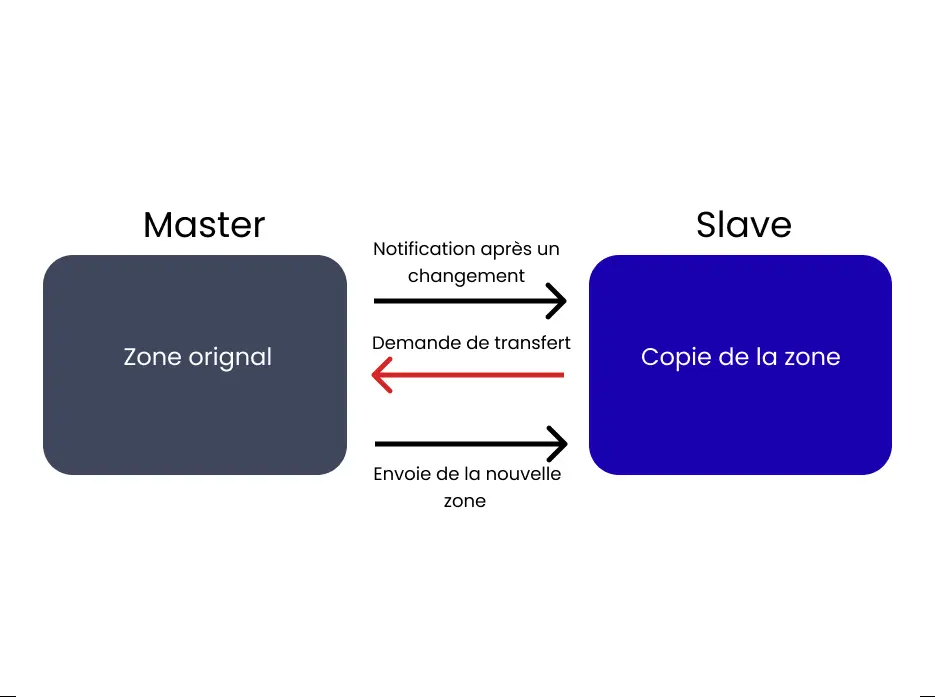 Master
Slave
Notification après un
changement
Demande de transfert
Zone orignal
Copie de la zone
Envoie de la nouvelle
zone